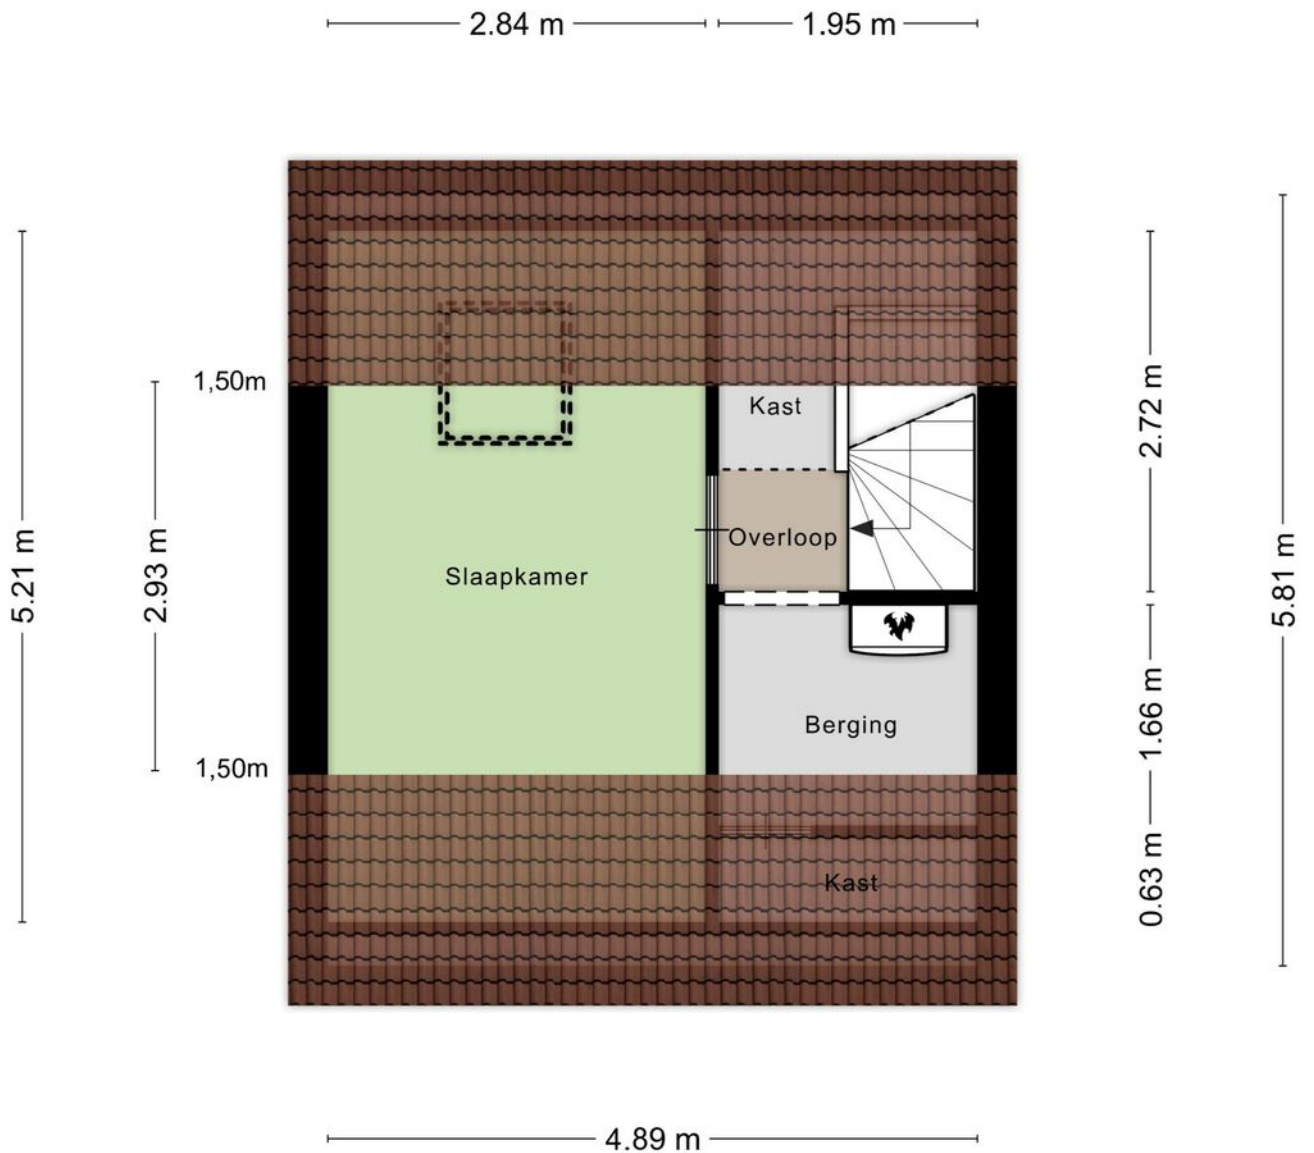 2.84 m
1.95 m
1,50m
Kast
2.72 m
5.21 m
2.93 m
Overloop
5.81 m
Slaapkamer
1.66 m
Berging
1,50m
0.63 m
Kast
4.89 m